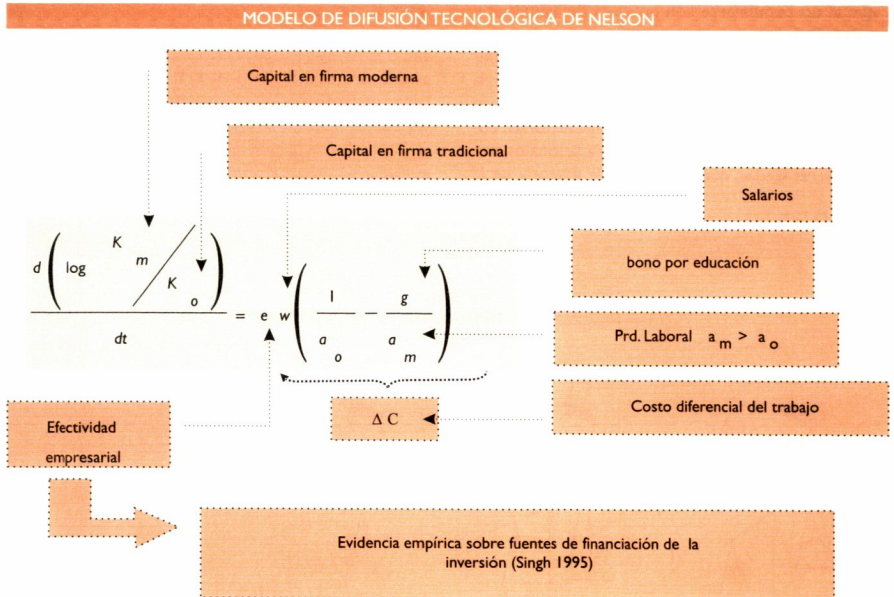 MODELO DE DIFUSIÓN TECNOLÓGICA DE NELSON
Capital en firma moderna
Capital en firma tradicional
Salarios
bono por educación
d ( log K m / K o ) / dt = e w ( 1 / a o − g / a m )
Prd. Laboral a m > a o
Δ C
Costo diferencial del trabajo
Efectividad
empresarial
Evidencia empírica sobre fuentes de financiación de la
inversión (Singh 1995)